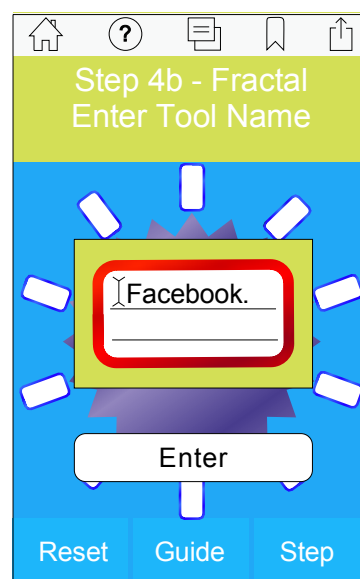 ?
Step 4b - Fractal
Enter Tool Name
Facebook.
Enter
Reset Guide Step